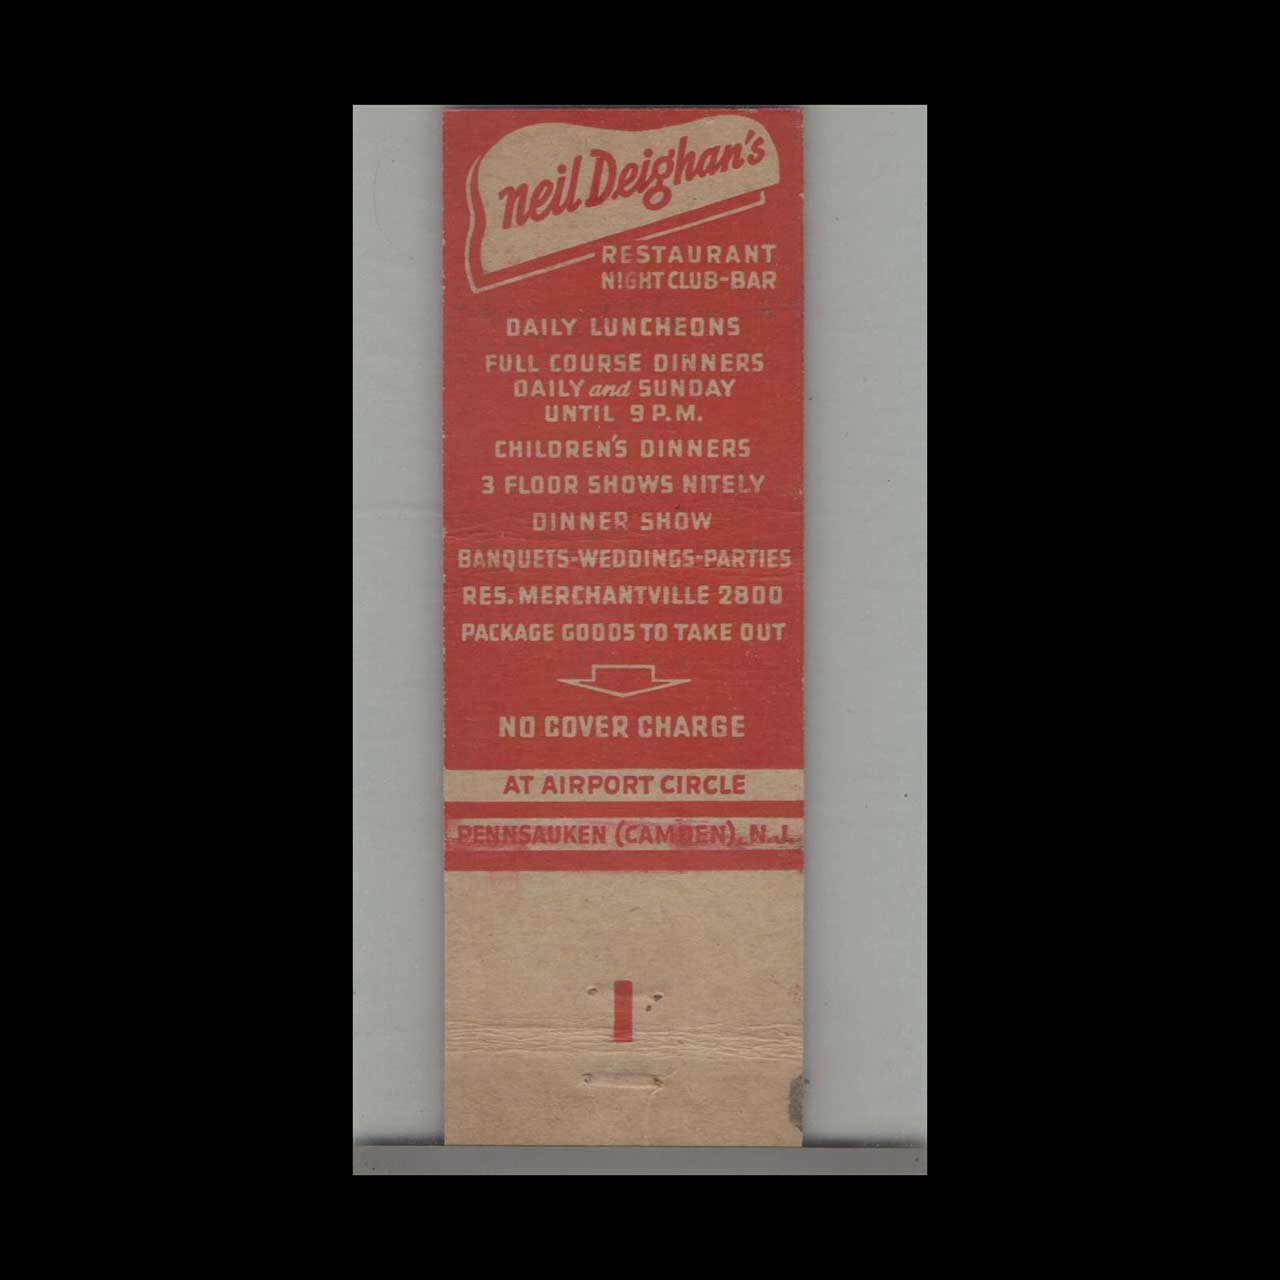 Neil Deighan's
RESTAURANT
NIGHT CLUB-BAR
DAILY LUNCHEONS
FULL COURSE DINNERS
DAILY and SUNDAY
UNTIL 9 P.M.
CHILDREN'S DINNERS
3 FLOOR SHOWS NITELY
DINNER SHOW
BANQUETS-WEDDINGS-PARTIES
RES. MERCHANTVILLE 2800
PACKAGE GOODS TO TAKE OUT
NO COVER CHARGE
AT AIRPORT CIRCLE
PENNSAUKEN (CAMDEN), N.J.